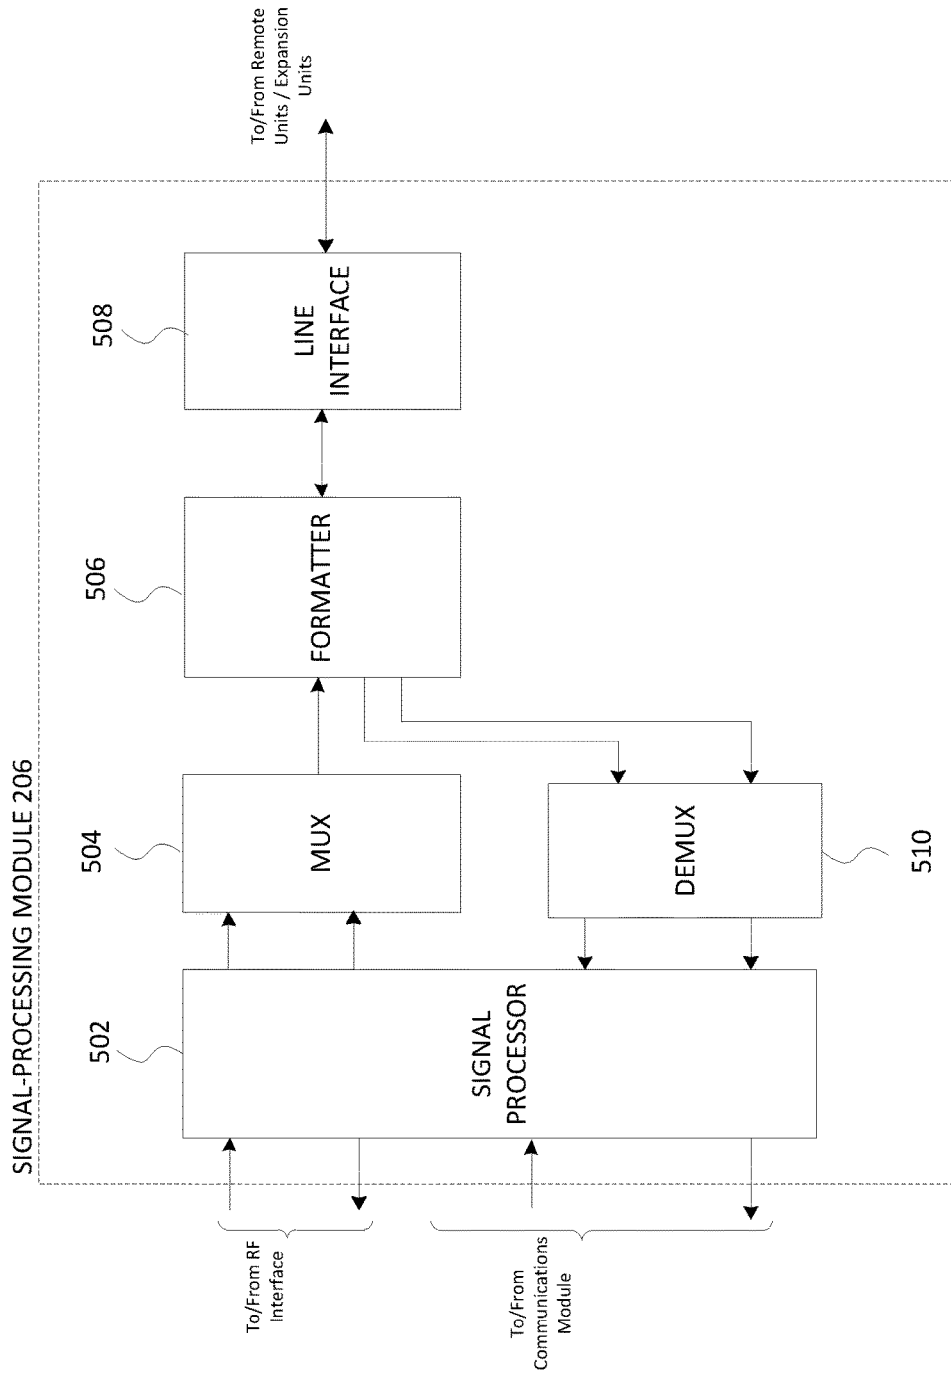 SIGNAL-PROCESSING MODULE 206
To/From RF
Interface
To/From
Communications
Module
502
SIGNAL
PROCESSOR
504
MUX
DEMUX
510
506
FORMATTER
508
LINE
INTERFACE
To/From Remote
Units / Expansion
Units